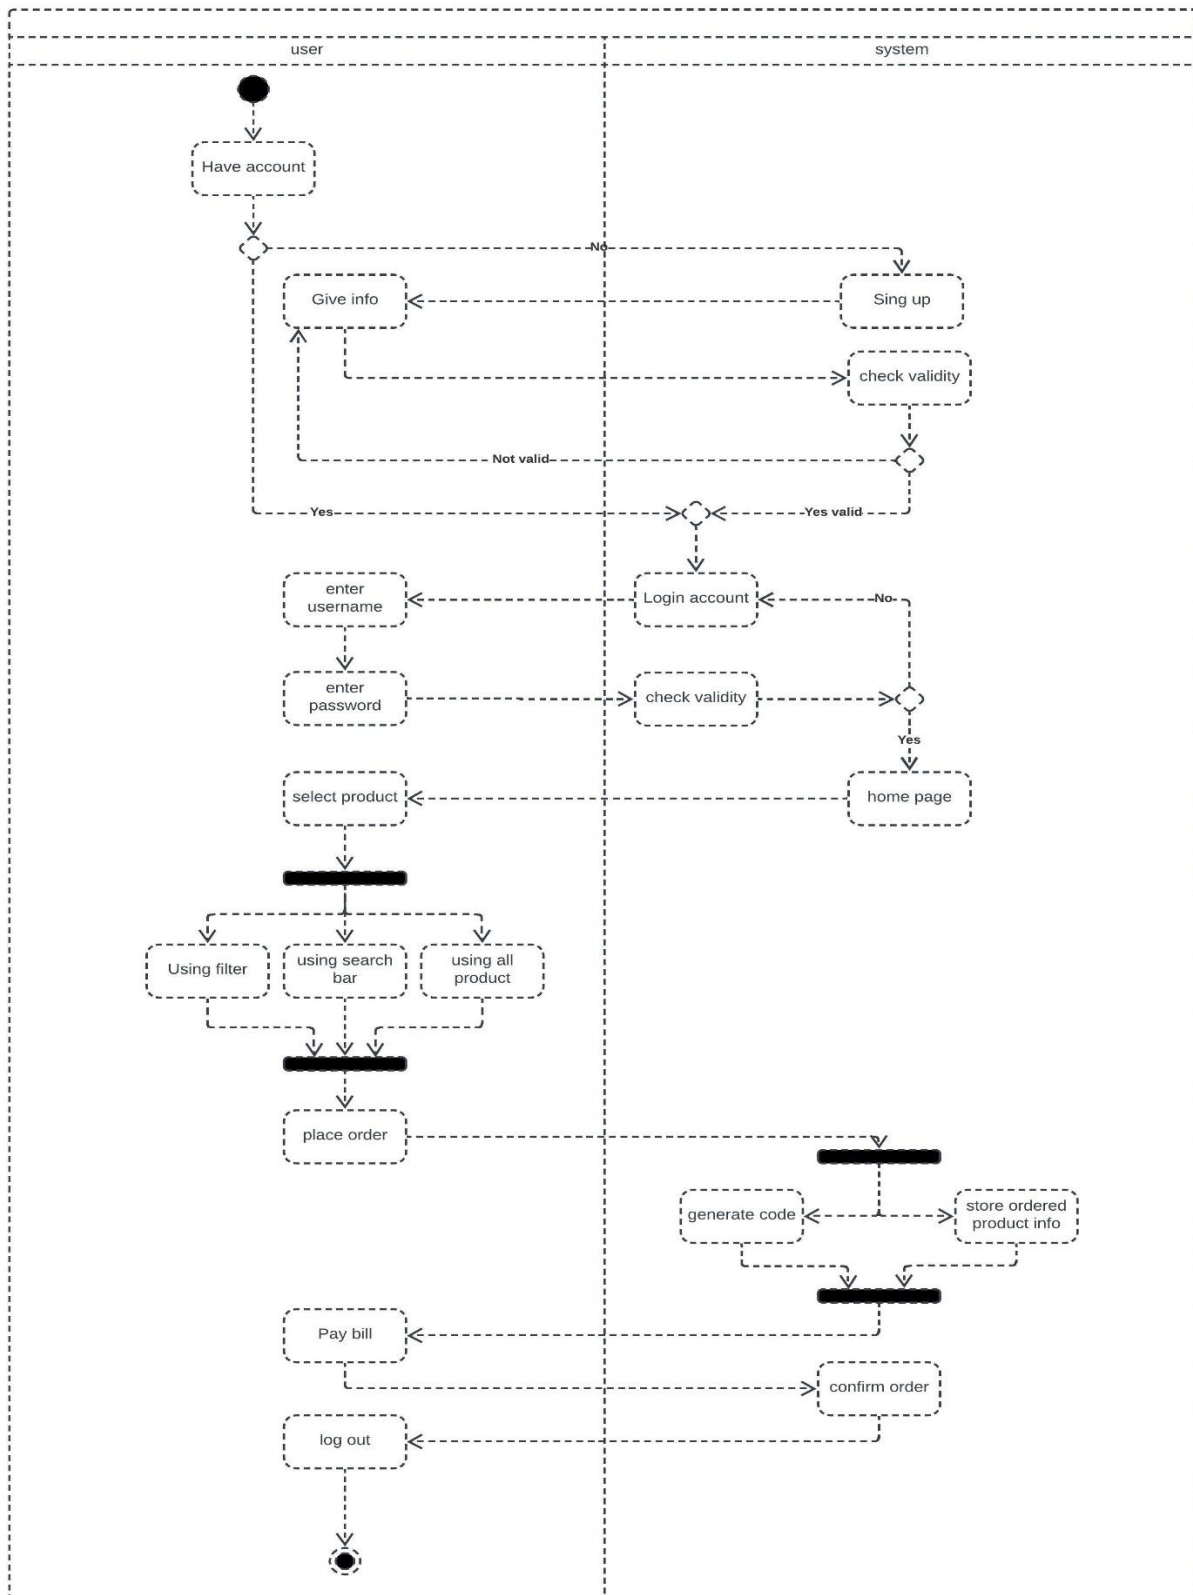 user
system
Have account
No
Give info
Sing up
check validity
Not valid
Yes
Yes valid
enter
username
Login account
No
enter
password
check validity
Yes
select product
home page
Using filter
using search
bar
using all
product
place order
generate code
store ordered
product info
Pay bill
confirm order
log out